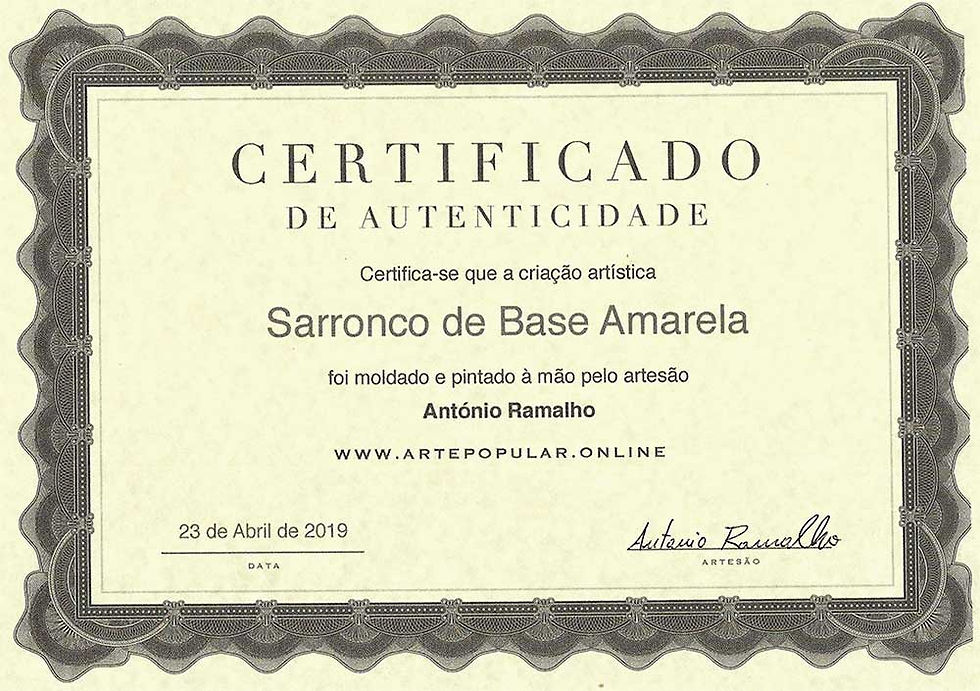 CERTIFICADO
DE AUTENTICIDADE
Certifica-se que a criação artística
Sarronco de Base Amarela
foi moldado e pintado à mão pelo artesão
António Ramalho
WWW.ARTEPOPULAR.ONLINE
23 de Abril de 2019
DATA
Antonio Ramalho
ARTESÃO